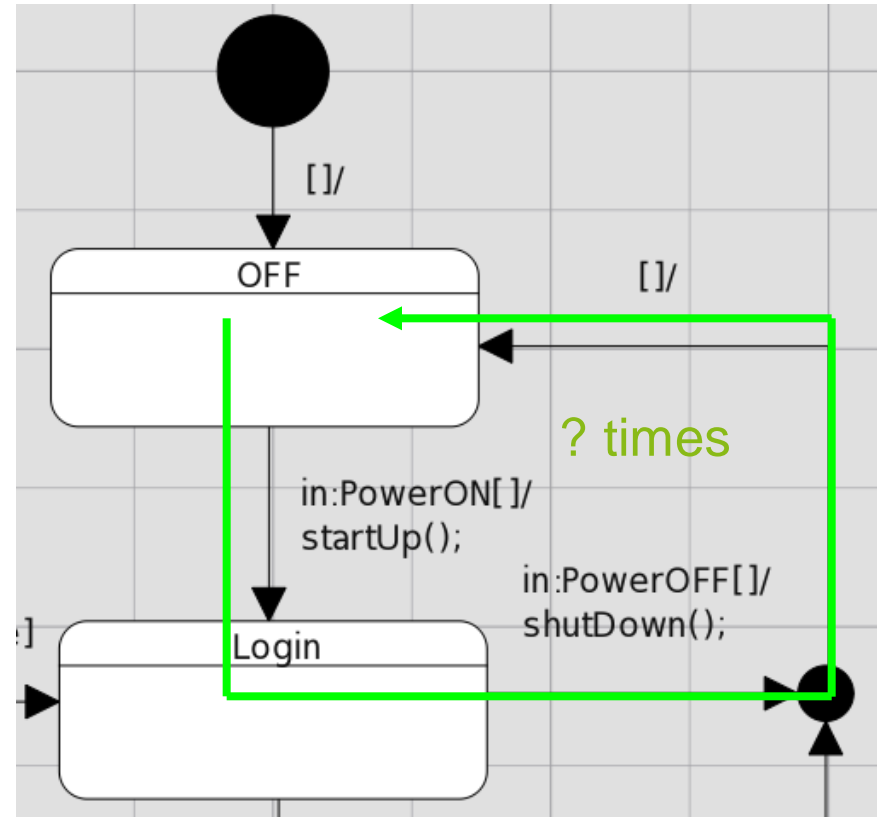 []/
OFF
[]/
? times
in:PowerON[]/
startUp();
in:PowerOFF[]/
shutDown();
]
Login